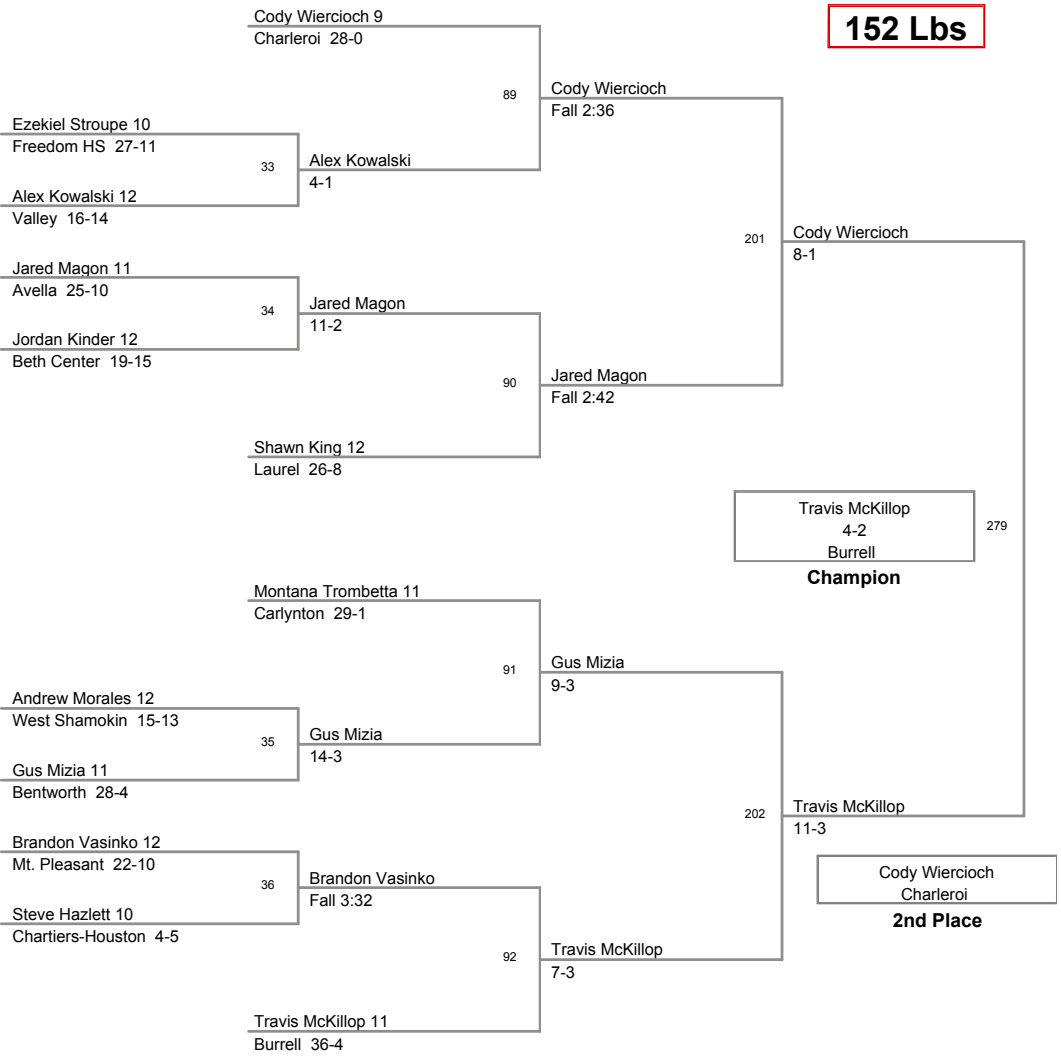 152 Lbs
Cody Wiercioch 9
Charleroi 28-0
89
Cody Wiercioch
Fall 2:36
Ezekiel Stroupe 10
Freedom HS 27-11
33
Alex Kowalski
4-1
Alex Kowalski 12
Valley 16-14
201
Cody Wiercioch
8-1
Jared Magon 11
Avella 25-10
34
Jared Magon
11-2
Jordan Kinder 12
Beth Center 19-15
90
Jared Magon
Fall 2:42
Shawn King 12
Laurel 26-8
Travis McKillop
4-2
Burrell
279
Champion
Montana Trombetta 11
Carlynton 29-1
91
Gus Mizia
9-3
Andrew Morales 12
West Shamokin 15-13
35
Gus Mizia
14-3
Gus Mizia 11
Bentworth 28-4
202
Travis McKillop
11-3
Brandon Vasinko 12
Mt. Pleasant 22-10
36
Brandon Vasinko
Fall 3:32
Steve Hazlett 10
Chartiers-Houston 4-5
Cody Wiercioch
Charleroi
2nd Place
92
Travis McKillop
7-3
Travis McKillop 11
Burrell 36-4